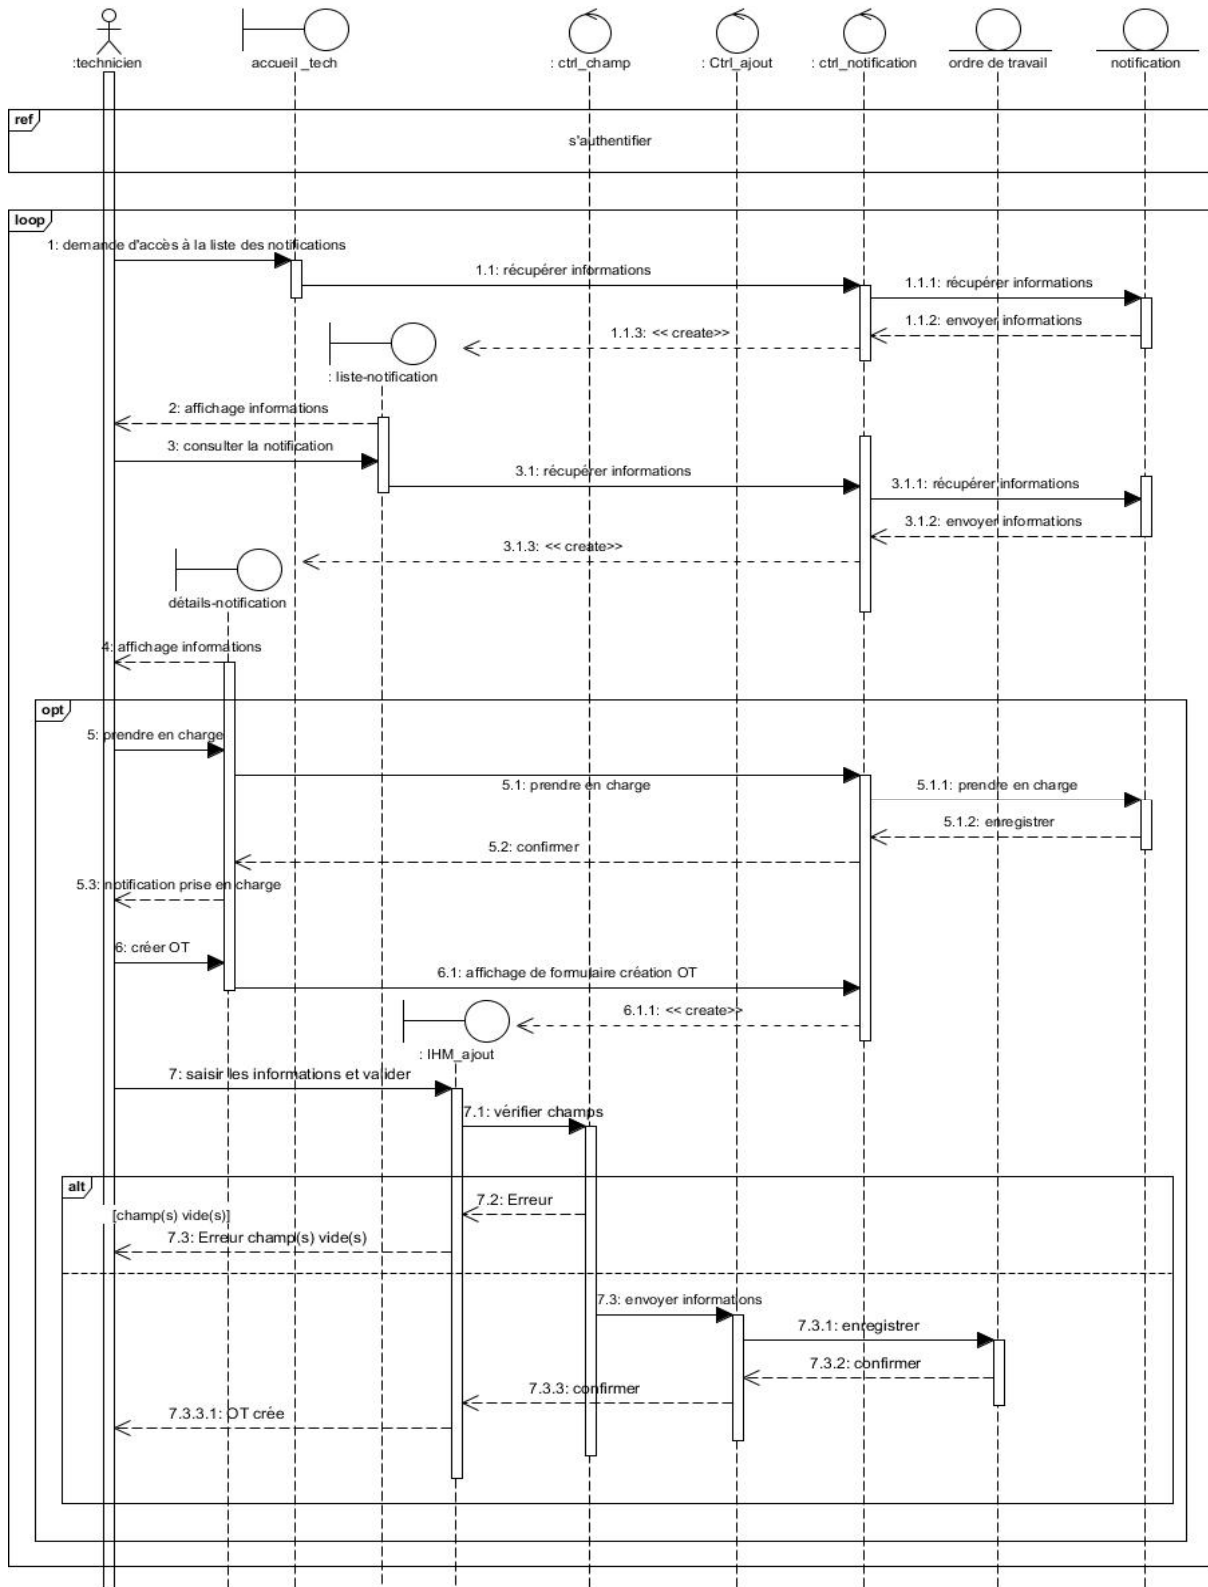 :technicien
accueil_tech
: ctrl_champ
: Ctrl_ajout
: ctrl_notification
ordre de travail
notification
ref
s'authentifier
loop
1: demande d'accès à la liste des notifications
1.1: récupérer informations
1.1.1: récupérer informations
1.1.2: envoyer informations
1.1.3: << create>>
: liste-notification
2: affichage informations
3: consulter la notification
3.1: récupérer informations
3.1.1: récupérer informations
3.1.2: envoyer informations
3.1.3: << create>>
détails-notification
4: affichage informations
opt
5: prendre en charge
5.1: prendre en charge
5.1.1: prendre en charge
5.1.2: enregistrer
5.2: confirmer
5.3: notification prise en charge
6: créer OT
6.1: affichage de formulaire création OT
6.1.1: << create>>
: IHM_ajout
7: saisir les informations et valider
7.1: vérifier champs
alt
7.2: Erreur
[champ(s) vide(s)]
7.3: Erreur champ(s) vide(s)
7.3: envoyer informations
7.3.1: enregistrer
7.3.2: confirmer
7.3.3: confirmer
7.3.3.1: OT crée